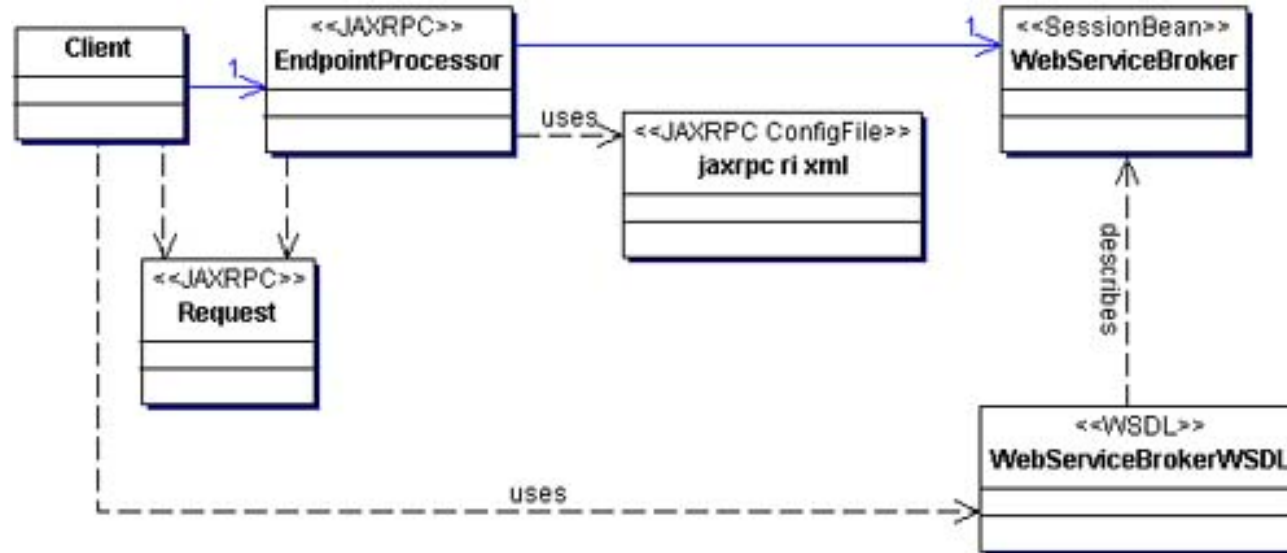 Client
1
<<JAXRPC>>
EndpointProcessor
1
<<SessionBean>>
WebServiceBroker
uses
<<JAXRPC ConfigFile>>
jaxrpc ri xml
<<JAXRPC>>
Request
describes
<<WSDL>>
WebServiceBrokerWSDL
uses